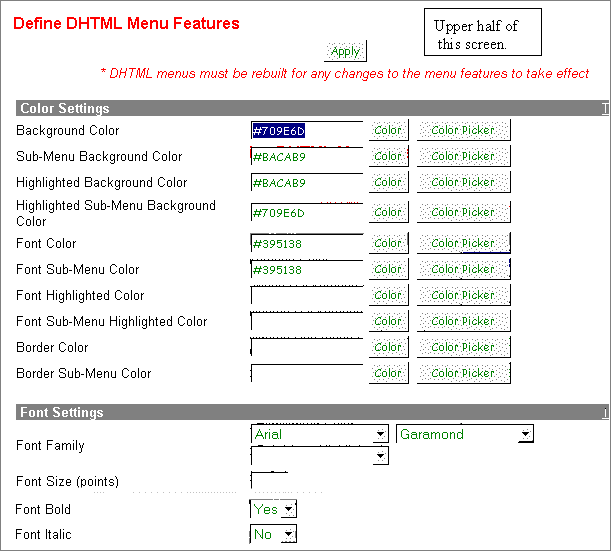 Define DHTML Menu Features
Upper half of
this screen.
Apply
* DHTML menus must be rebuilt for any changes to the menu features to take effect
Color Settings
Background Color #709E6D Color Color Picker
Sub-Menu Background Color #BACAB9 Color Color Picker
Highlighted Background Color #BACAB9 Color Color Picker
Highlighted Sub-Menu Background
Color #709E6D Color Color Picker
Font Color #395138 Color Color Picker
Font Sub-Menu Color #395138 Color Color Picker
Font Highlighted Color Color Color Picker
Font Sub-Menu Highlighted Color Color Color Picker
Border Color Color Color Picker
Border Sub-Menu Color Color Color Picker
Font Settings
Font Family Arial Garamond
Font Size (points)
Font Bold Yes
Font Italic No